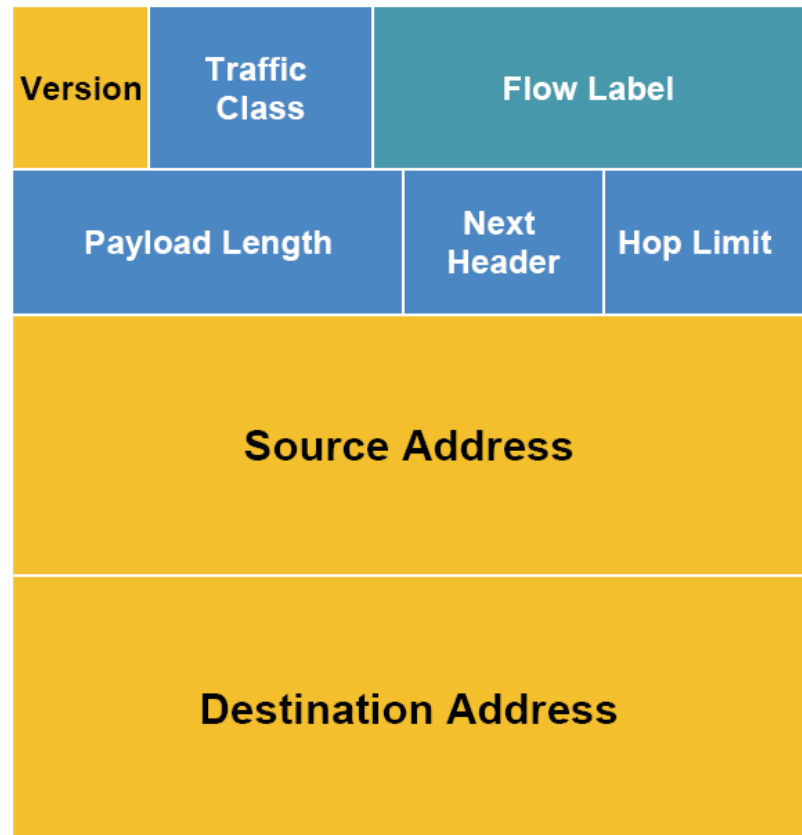 Version
Traffic
Class
Flow Label
Payload Length
Next
Header
Hop Limit
Source Address
Destination Address